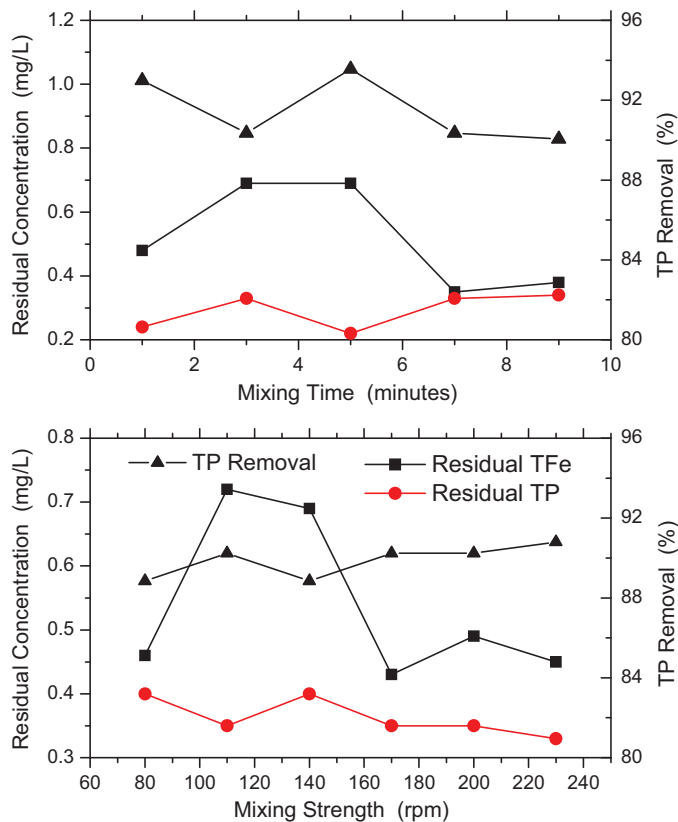 1.2
1.0
0.8
0.6
0.4
0.2
Residual Concentration (mg/L)
96
92
88
84
80
TP Removal (%)
0 2 4 6 8 10
Mixing Time (minutes)
0.8
0.7
0.6
0.5
0.4
0.3
Residual Concentration (mg/L)
TP Removal
Residual TFe
Residual TP
96
92
88
84
80
TP Removal (%)
60 80 100 120 140 160 180 200 220 240
Mixing Strength (rpm)